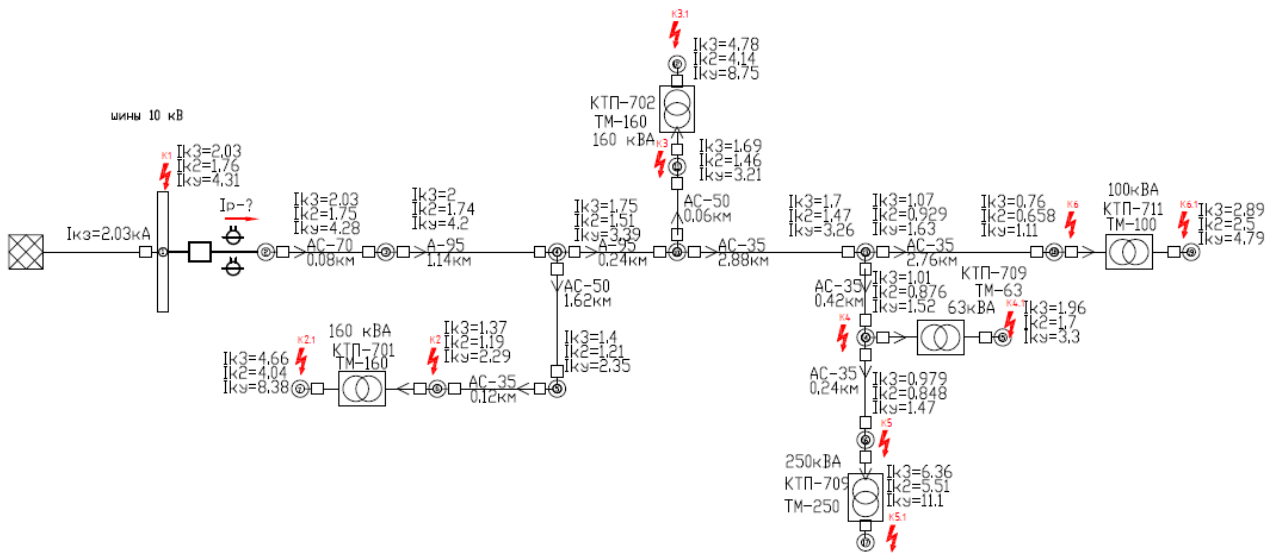 шины 10 кВ
К1
Iк3=2.03
Iк2=1.76
Iку=4.31
Iкз=2.03кА
Iр-?
Iк3=2.03
Iк2=1.75
Iку=4.28
АС-70
0.08км
Iк3=2
Iк2=1.74
Iку=4.2
А-95
1.14км
Iк3=1.75
Iк2=1.51
Iку=3.39
А-95
0.24км
К3.1
Iк3=4.78
Iк2=4.14
Iку=8.75
КТП-702
ТМ-160
160 кВА
К3
Iк3=1.69
Iк2=1.46
Iку=3.21
АС-50
0.06км
АС-35
2.88км
Iк3=1.7
Iк2=1.47
Iку=3.26
Iк3=1.07
Iк2=0.929
Iку=1.63
АС-35
2.76км
Iк3=0.76
Iк2=0.658
Iку=1.11
К6
100кВА
КТП-711
ТМ-100
К6.1
Iк3=2.89
Iк2=2.5
Iку=4.79
АС-50
1.62км
Iк3=1.4
Iк2=1.21
Iку=2.35
АС-35
0.12км
К2
Iк3=1.37
Iк2=1.19
Iку=2.29
160 кВА
КТП-701
ТМ-160
К2.1
Iк3=4.66
Iк2=4.04
Iку=8.38
АС-35
0.42км
Iк3=1.01
Iк2=0.876
Iку=1.52
К4
КТП-709
ТМ-63
63кВА
К4.1
Iк3=1.96
Iк2=1.7
Iку=3.3
АС-35
0.24км
Iк3=0.979
Iк2=0.848
Iку=1.47
К5
250кВА
КТП-709
ТМ-250
Iк3=6.36
Iк2=5.51
Iку=11.1
К5.1